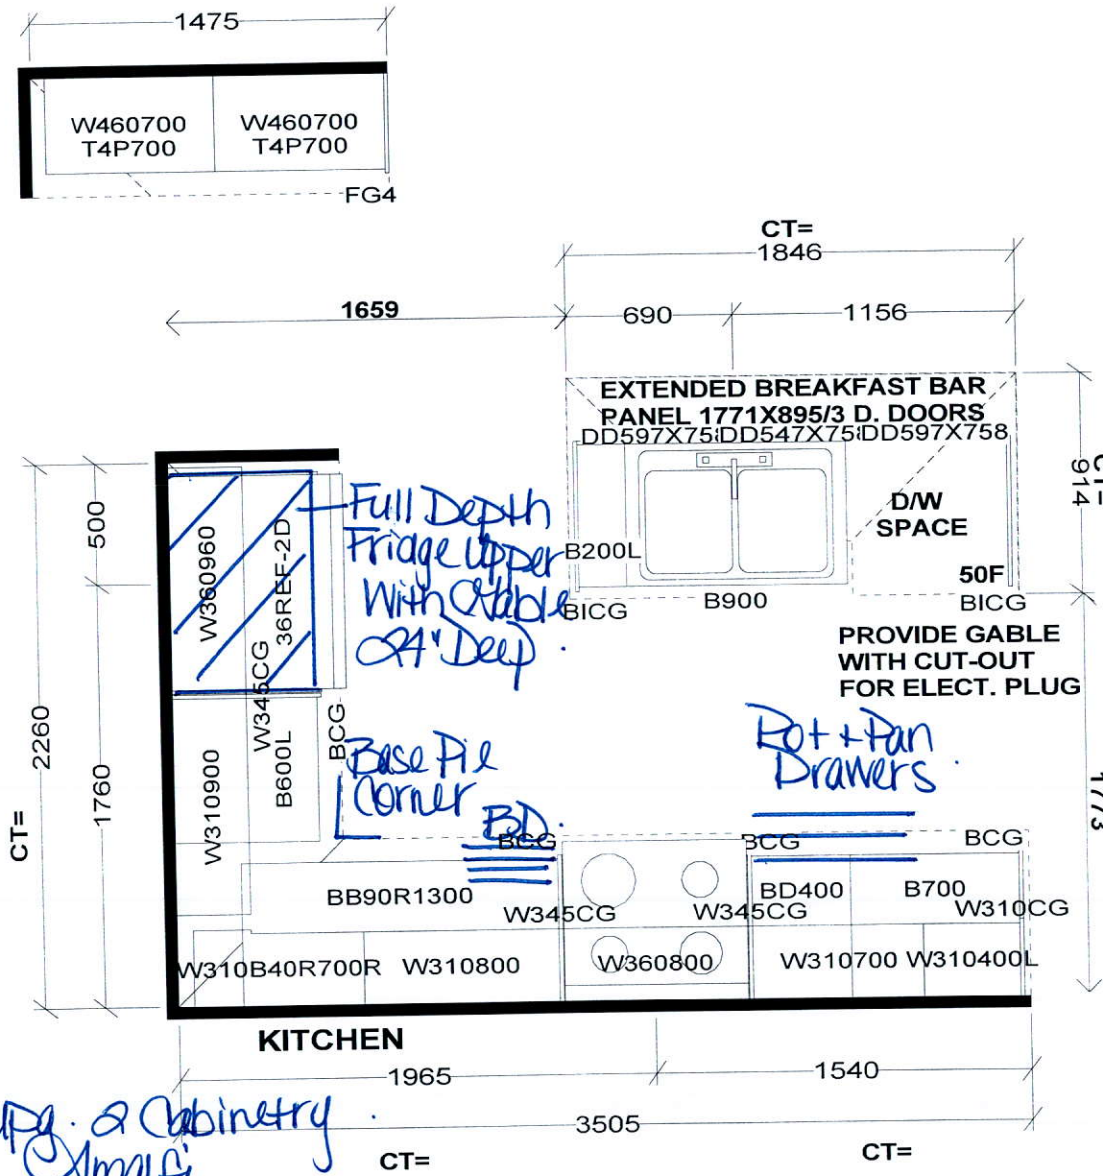 1475
W460700 W460700
T4P700 T4P700
FG4
CT=
1846
1659 690 1156
EXTENDED BREAKFAST BAR
PANEL 1771X895/3 D. DOORS
DD597X758 DD547X758 DD597X758
CT=
914
D/W
SPACE
500
W360960
36REF-2D
Full Depth
Fridge Upper
With Gable
24" Deep.
B200L
50F
BICG B900 BICG
PROVIDE GABLE
WITH CUT-OUT
FOR ELECT. PLUG
W345CG
2260
1760
CT=
W310900
B600L
BCG
Base Pie
Corner
BD.
Pot + Pan
Drawers.
1773
BCG BCG BCG
BB90R1300 BD400 B700
W345CG W345CG W310CG
W310B40R700R W310800 W360800 W310700 W310400L
KITCHEN
1965 1540
3505
CT= CT=
upg. 2 Cabinetry.